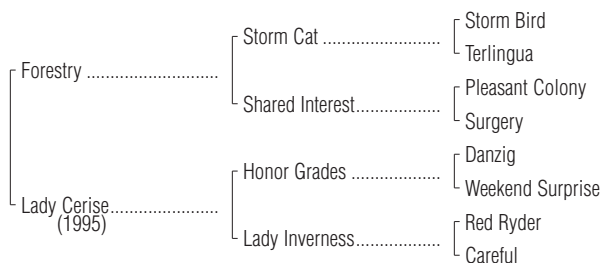 Storm Bird
Storm Cat ........................
Terlingua
Forestry ...........................
Pleasant Colony
Shared Interest.................
Surgery
Danzig
Honor Grades ..................
Weekend Surprise
Lady Cerise......................
(1995)
Red Ryder
Lady Inverness.................
Careful